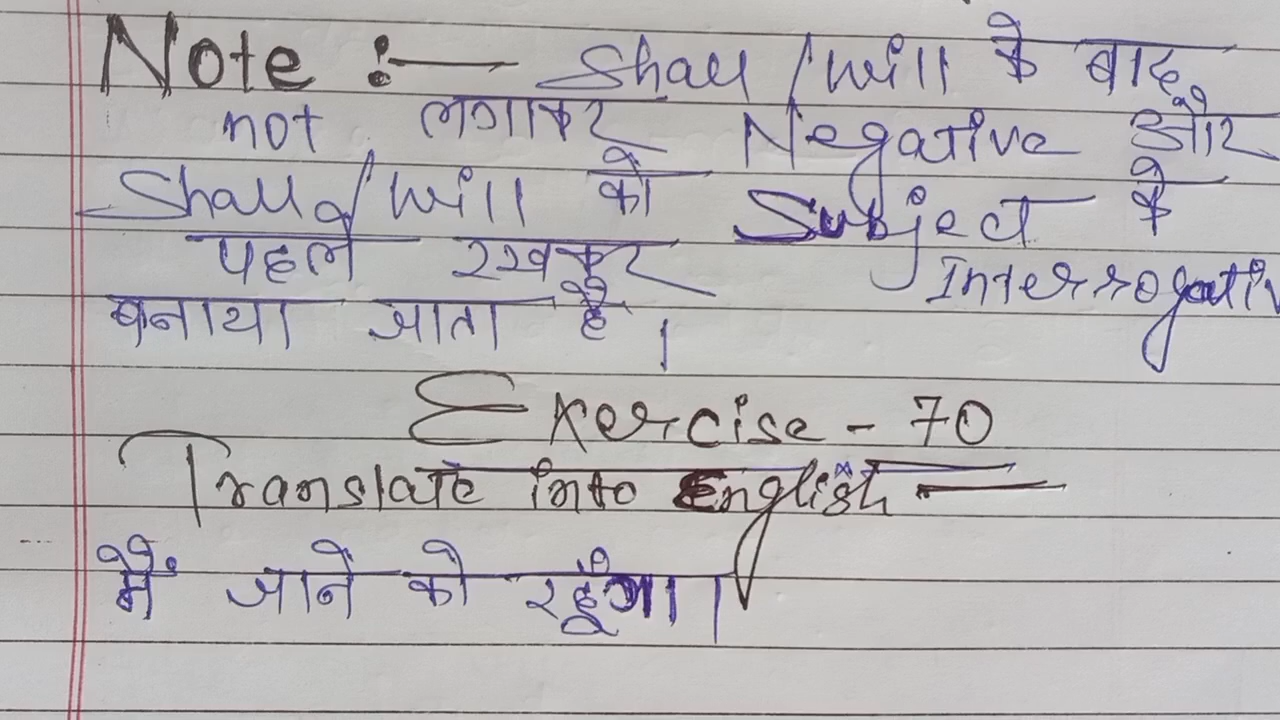 Note :— Shall / will के बाद
not लगाकर Negative और
Shall / will को Subject के
पहले रखकर Interrogativ
बनाया जाता है।
Exercise - 70
Translate into English —
मैं जाने को रहूँगा।